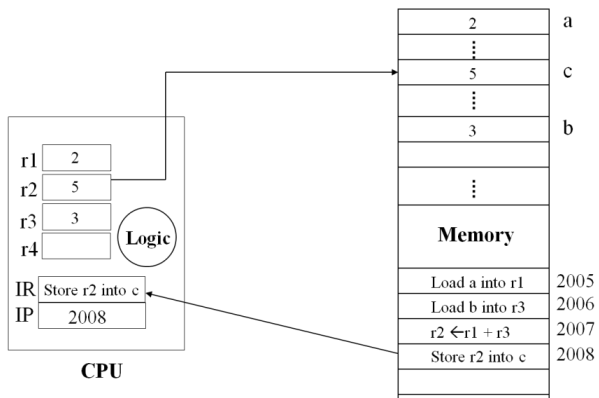 2 a
5 c
3 b
r1 2
r2 5
r3 3
r4
Logic
IR Store r2 into c
IP 2008
CPU
Memory
Load a into r1 2005
Load b into r3 2006
r2 ←r1 + r3 2007
Store r2 into c 2008